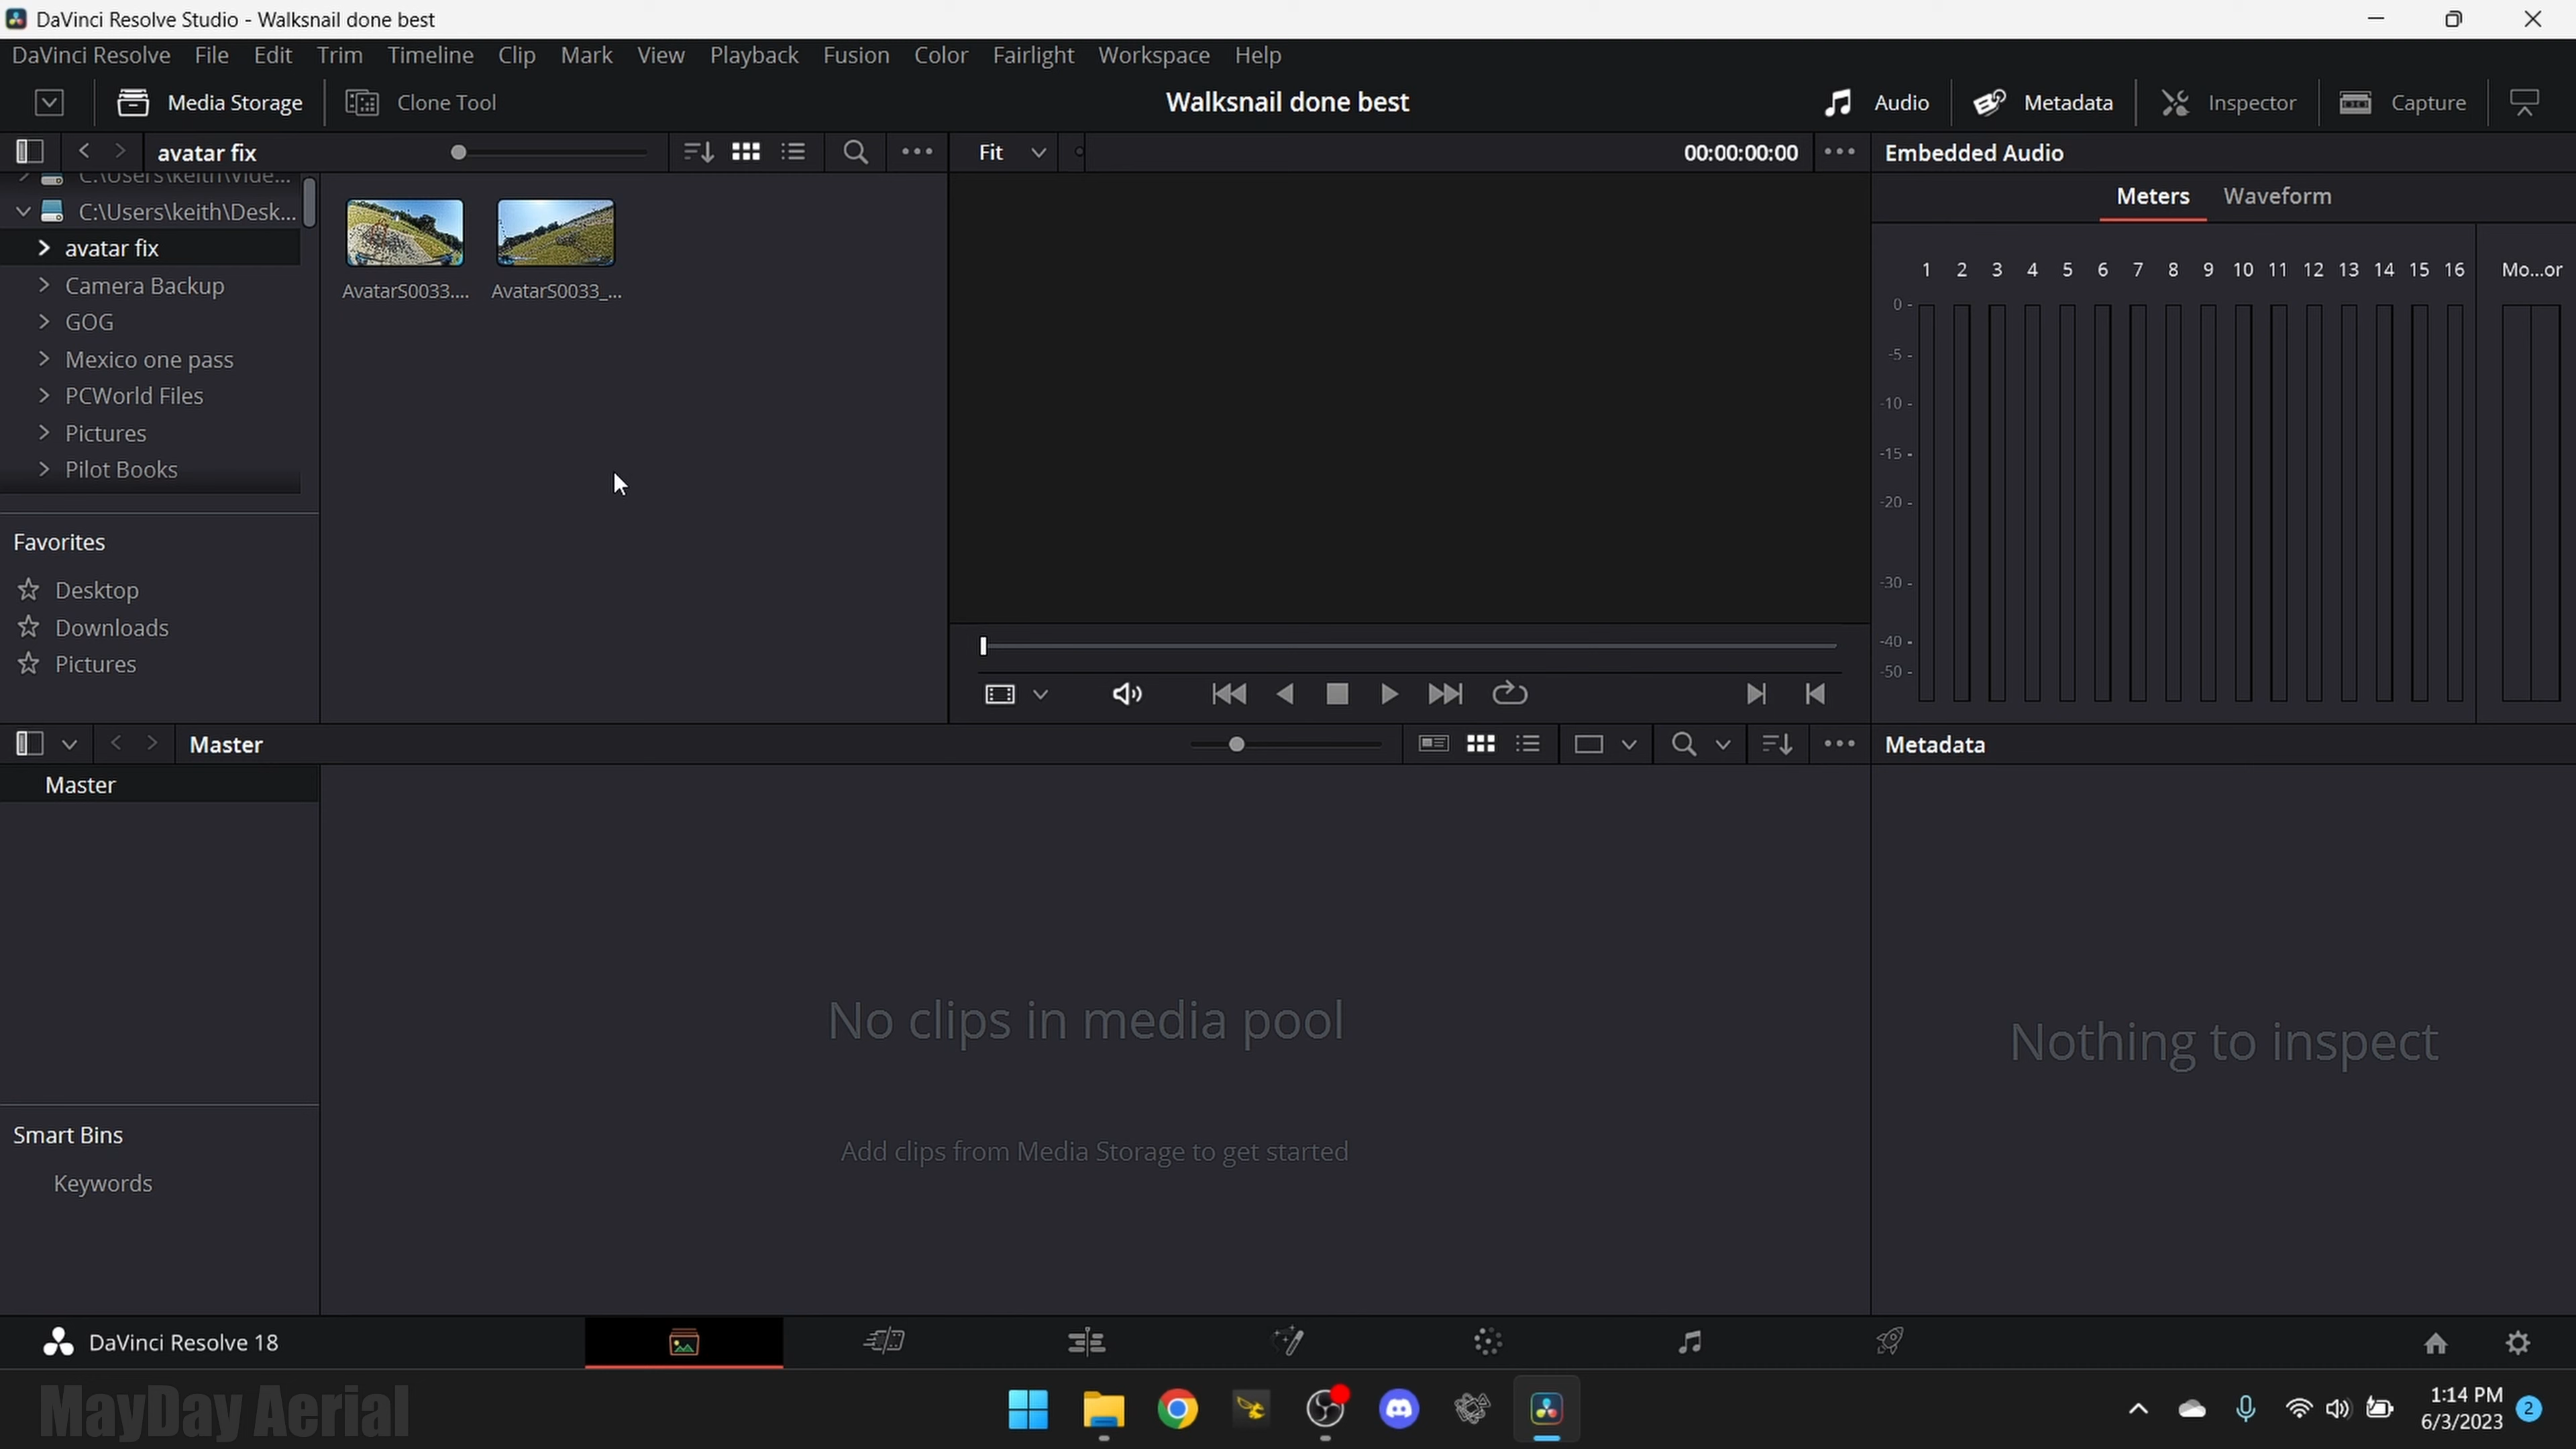 DaVinci Resolve Studio - Walksnail done best
DaVinci Resolve File Edit Trim Timeline Clip Mark View Playback Fusion Color Fairlight Workspace Help
Media Storage Clone Tool Walksnail done best Audio Metadata Inspector Capture
avatar fix Fit 00:00:00:00 Embedded Audio
C:\Users\keith\Vide...
Meters Waveform
C:\Users\keith\Desk...
avatar fix
Camera Backup
GOG
Mexico one pass
PCWorld Files
Pictures
Pilot Books
AvatarS0033.... AvatarS0033_...
1 2 3 4 5 6 7 8 9 10 11 12 13 14 15 16 Mo...or
0 -
-5 -
-10 -
-15 -
-20 -
-30 -
-40 -
-50 -
Favorites
Desktop
Downloads
Pictures
Master Metadata
Master
No clips in media pool
Add clips from Media Storage to get started
Nothing to inspect
Smart Bins
Keywords
DaVinci Resolve 18
MayDay Aerial
1:14 PM
6/3/2023
2